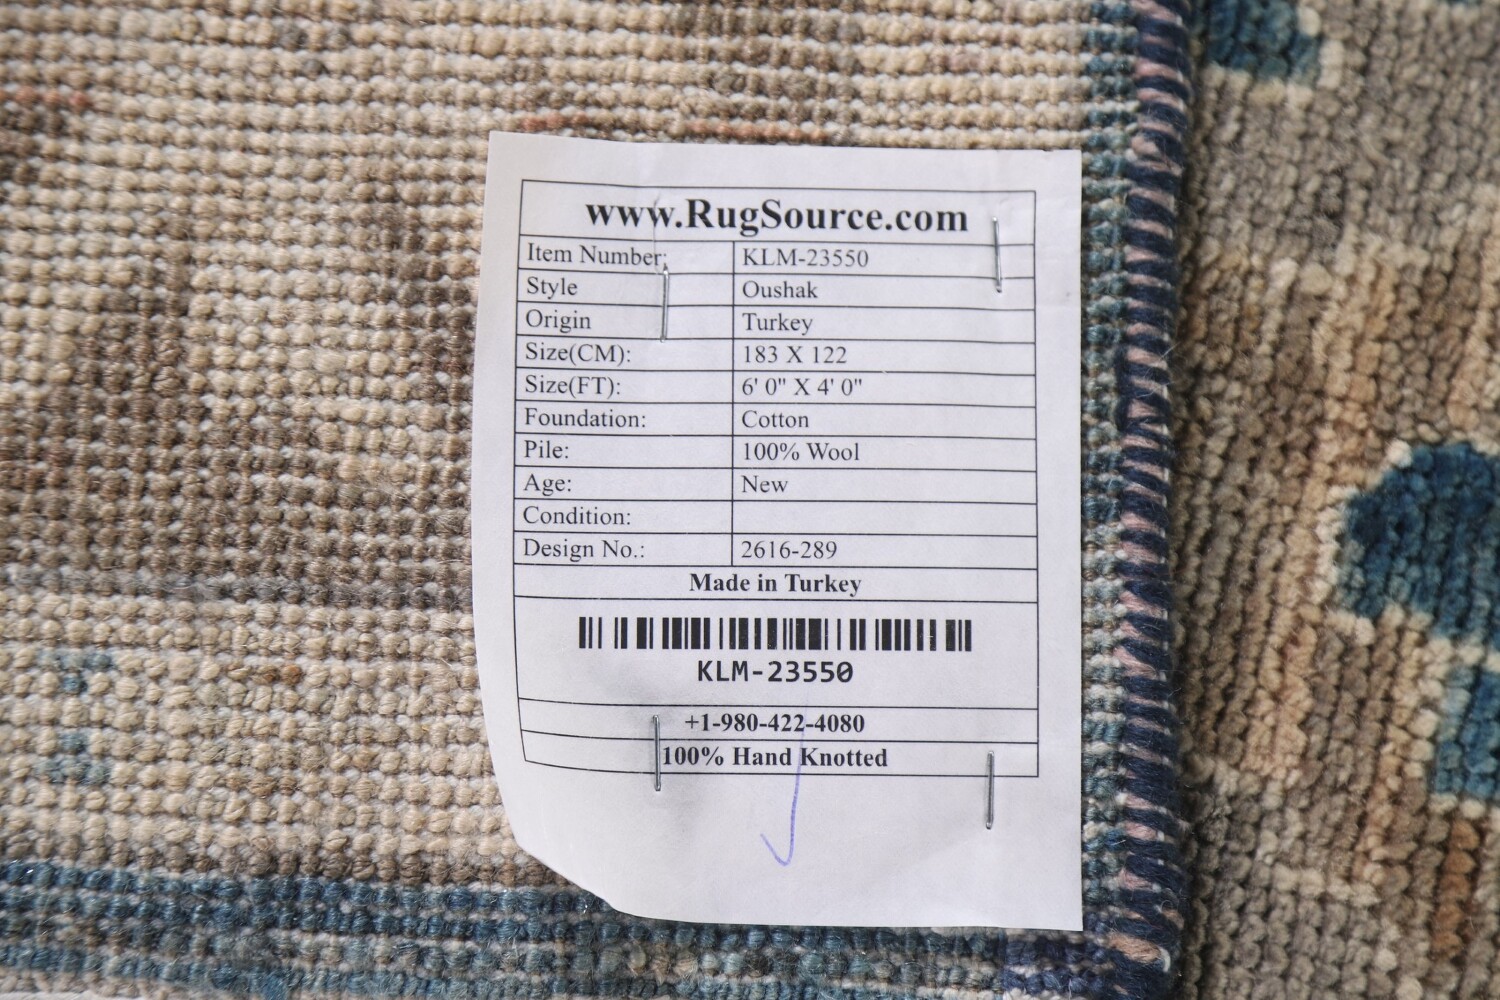 www.RugSource.com
Item Number: KLM-23550
Style Oushak
Origin Turkey
Size(CM): 183 X 122
Size(FT): 6' 0" X 4' 0"
Foundation: Cotton
Pile: 100% Wool
Age: New
Condition:
Design No.: 2616-289
Made in Turkey
KLM-23550
+1-980-422-4080
100% Hand Knotted